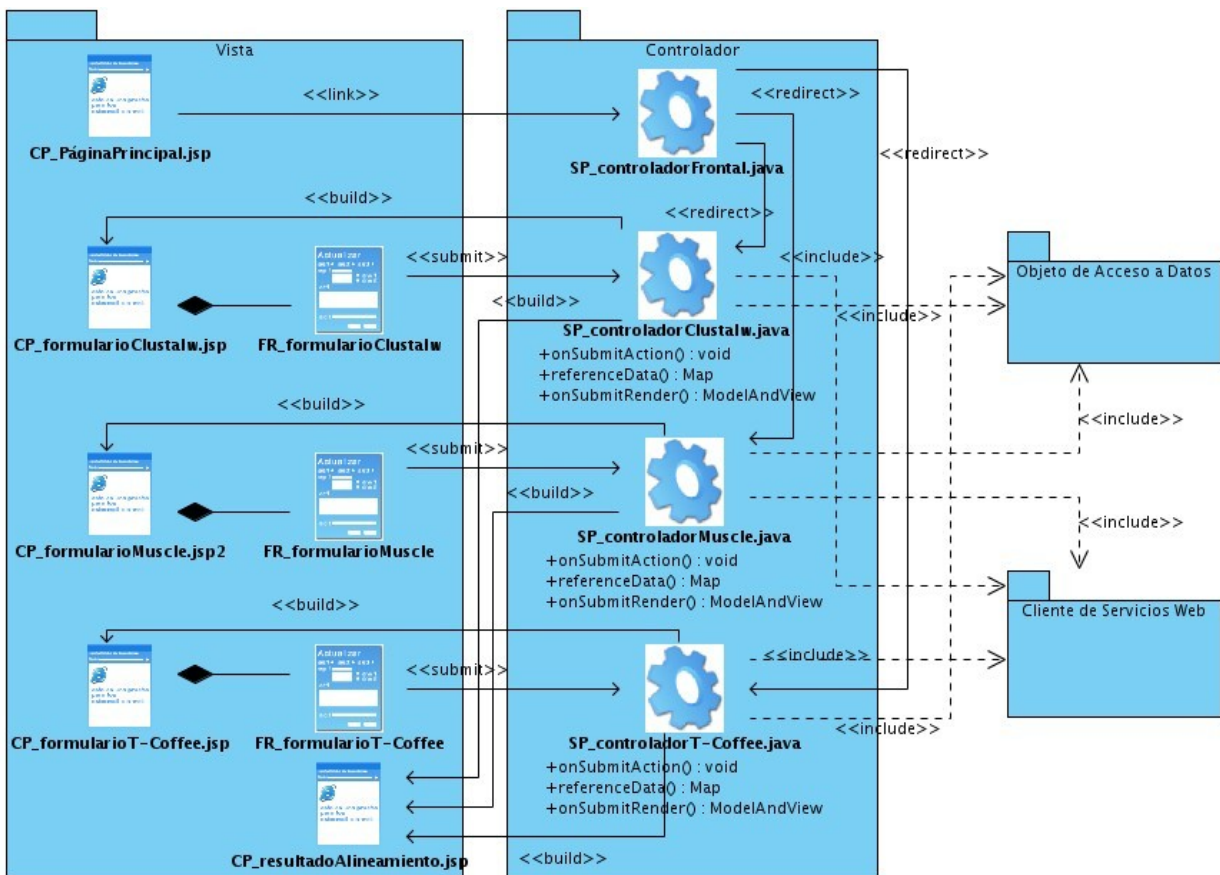 Vista
Controlador
<<link>>
<<redirect>>
<<redirect>>
CP_PáginaPrincipal.jsp
SP_controladorFrontal.java
<<build>>
<<redirect>>
Actualizar
<<submit>>
<<include>>
Objeto de Acceso a Datos
<<build>>
<<include>>
CP_formularioClustalw.jsp
FR_formularioClustalw
SP_controladorClustalw.java
+onSubmitAction() : void
+referenceData() : Map
+onSubmitRender() : ModelAndView
<<build>>
<<include>>
<<submit>>
Actualizar
<<build>>
<<include>>
CP_formularioMuscle.jsp2
FR_formularioMuscle
SP_controladorMuscle.java
+onSubmitAction() : void
+referenceData() : Map
+onSubmitRender() : ModelAndView
Cliente de Servicios Web
<<build>>
Actualizar
<<submit>>
<<include>>
<<include>>
CP_formularioT-Coffee.jsp
FR_formularioT-Coffee
SP_controladorT-Coffee.java
+onSubmitAction() : void
+referenceData() : Map
+onSubmitRender() : ModelAndView
CP_resultadoAlineamiento.jsp
<<build>>